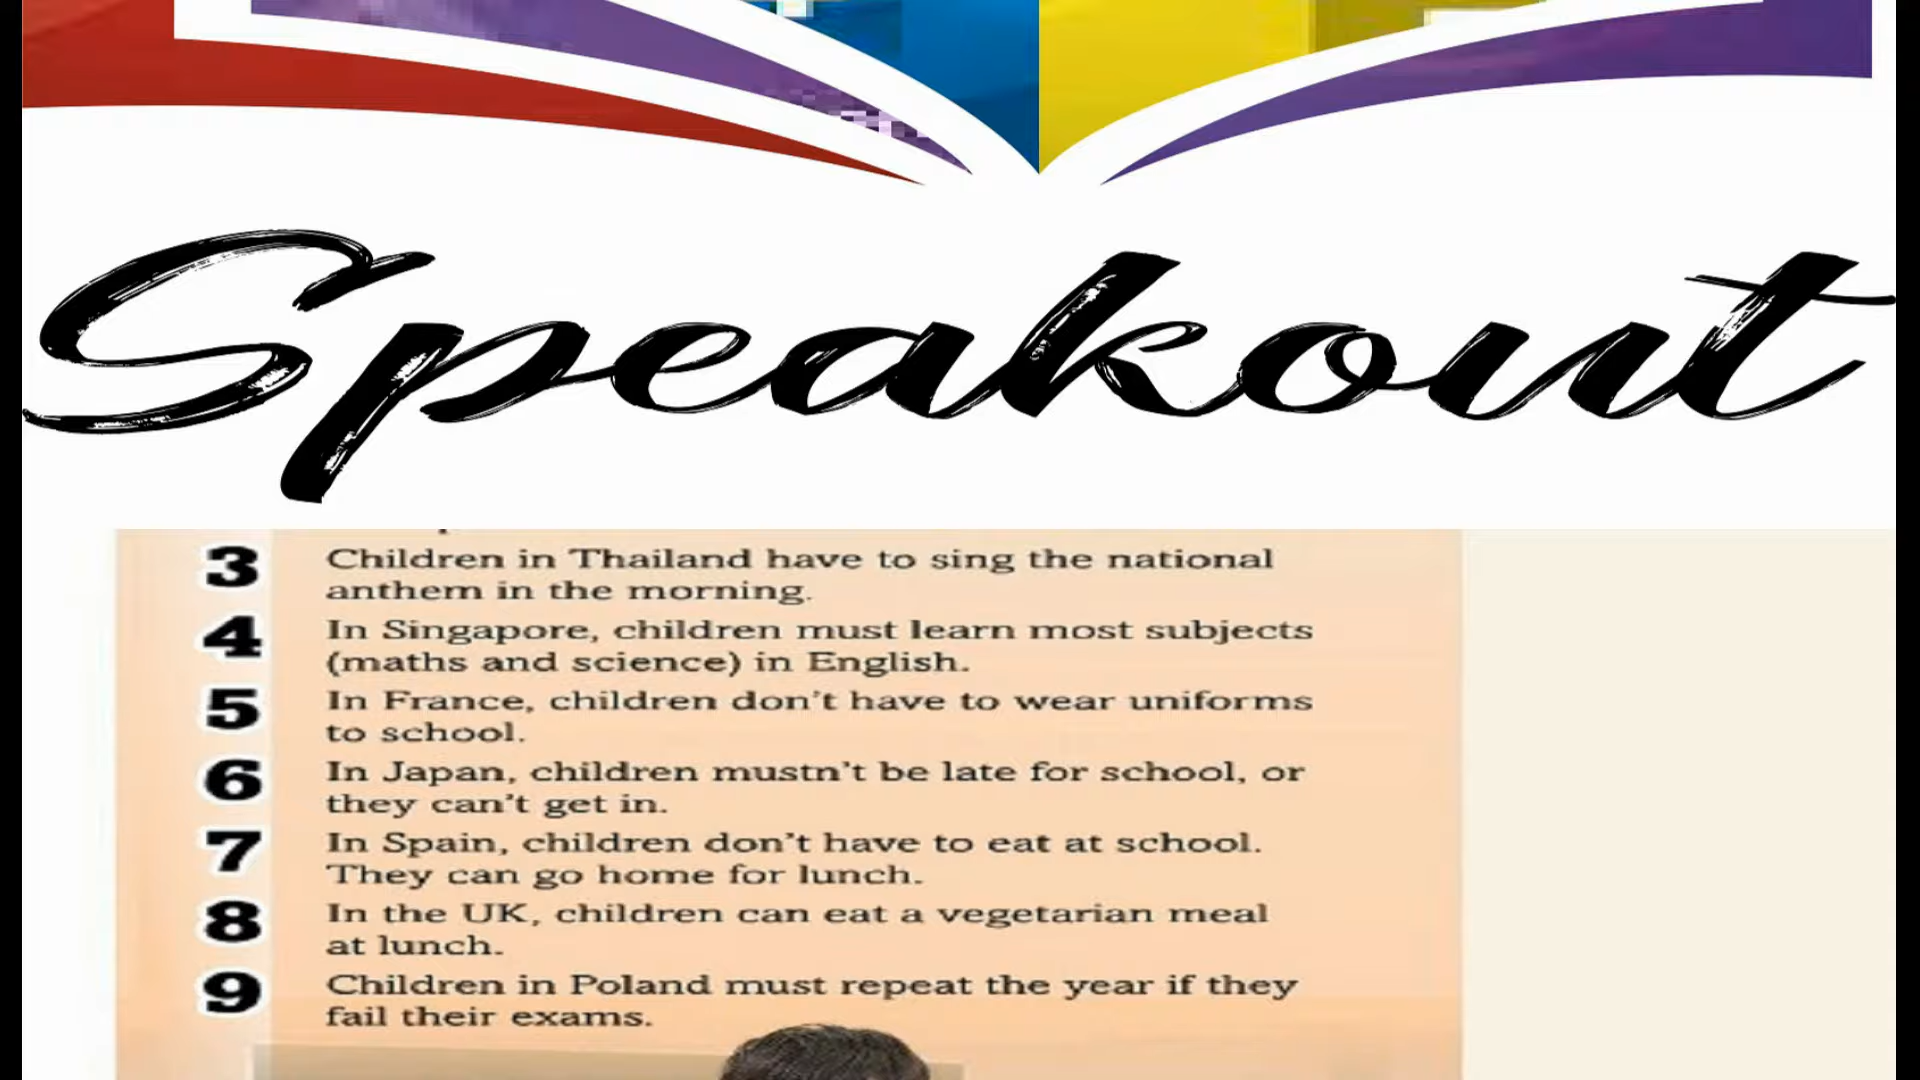 Speakout
3 Children in Thailand have to sing the national
anthem in the morning.
4 In Singapore, children must learn most subjects
(maths and science) in English.
5 In France, children don't have to wear uniforms
to school.
6 In Japan, children mustn't be late for school, or
they can't get in.
7 In Spain, children don't have to eat at school.
They can go home for lunch.
8 In the UK, children can eat a vegetarian meal
at lunch.
9 Children in Poland must repeat the year if they
fail their exams.